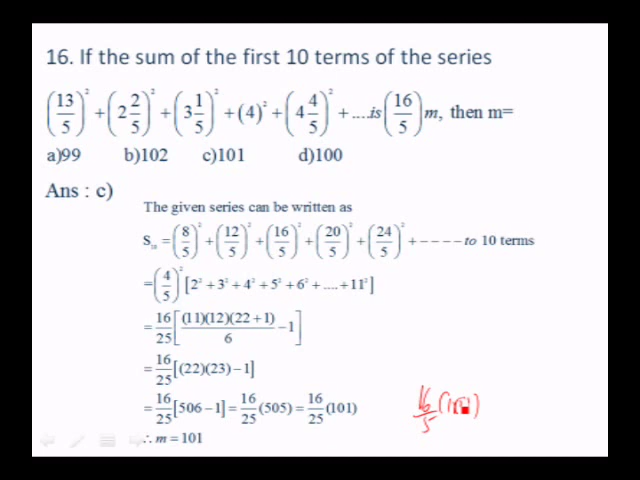 16. If the sum of the first 10 terms of the series
(13/5)² + (2 2/5)² + (3 1/5)² + (4)² + (4 4/5)² + ....is (16/5)m, then m=
a)99 b)102 c)101 d)100
Ans : c)
The given series can be written as
S₁₀ = (8/5)² + (12/5)² + (16/5)² + (20/5)² + (24/5)² + ---- to 10 terms
= (4/5)² [2² + 3² + 4² + 5² + 6² + .... + 11²]
= 16/25 [(11)(12)(22 + 1)/6 − 1]
= 16/25 [(22)(23) − 1]
= 16/25 [506 − 1] = 16/25 (505) = 16/25 (101) 16/5
∴ m = 101